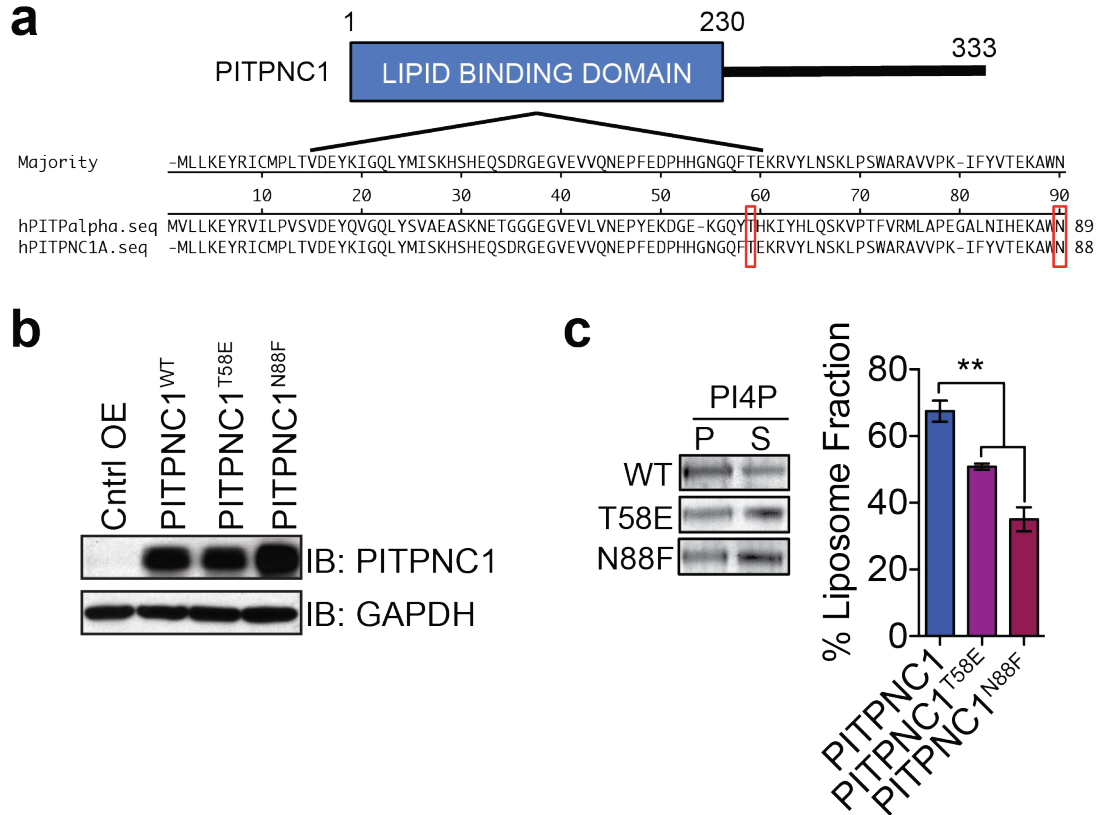 a
1 230
333
PITPNC1 LIPID BINDING DOMAIN
Majority -MLLKEYRICMPLTVDEYKIGQLYMISKHSHEQSDRGEGVEVVQNEPFEDPHHGNGQFTEKRVYLNSKLPSWARAVVPK-IFYVTEKAWN
10 20 30 40 50 60 70 80 90
hPITPalpha.seq MVLLKEYRVILPVSVDEYQVGQLYSVAEASKNETGGGEGVEVLVNEPYEKDGE-KGQYTHKIYHLQSKVPTFVRMLAPEGALNIHEKAWN 89
hPITPNC1A.seq -MLLKEYRICMPLTVDEYKIGQLYMISKHSHEQSDRGEGVEVVQNEPFEDPHHGNGQFTEKRVYLNSKLPSWARAVVPK-IFYVTEKAWN 88
b
Cntrl OE
PITPNC1WT
PITPNC1T58E
PITPNC1N88F
IB: PITPNC1
IB: GAPDH
c
PI4P
P S
WT
T58E
N88F
% Liposome Fraction
80
60
40
20
0
**
PITPNC1
PITPNC1T58E
PITPNC1N88F